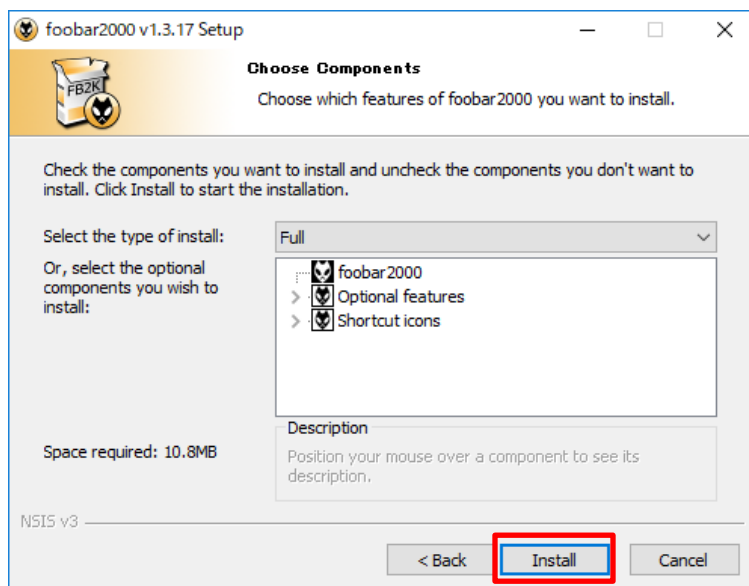 foobar2000 v1.3.17 Setup
FB2K
Choose Components
Choose which features of foobar2000 you want to install.
Check the components you want to install and uncheck the components you don't want to
install. Click Install to start the installation.
Select the type of install:
Full
Or, select the optional
components you wish to
install:
foobar2000
Optional features
Shortcut icons
Space required: 10.8MB
Description
Position your mouse over a component to see its
description.
NSIS v3
< Back
Install
Cancel